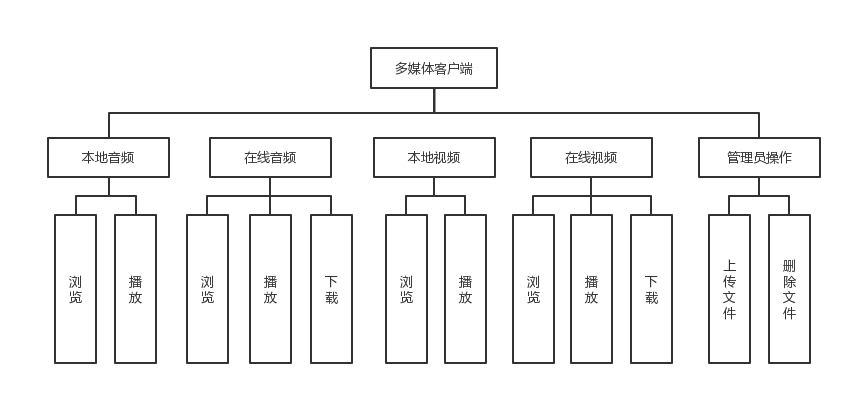 多媒体客户端
本地音频
在线音频
本地视频
在线视频
管理员操作
浏览
播放
浏览
播放
下载
浏览
播放
浏览
播放
下载
上传文件
删除文件